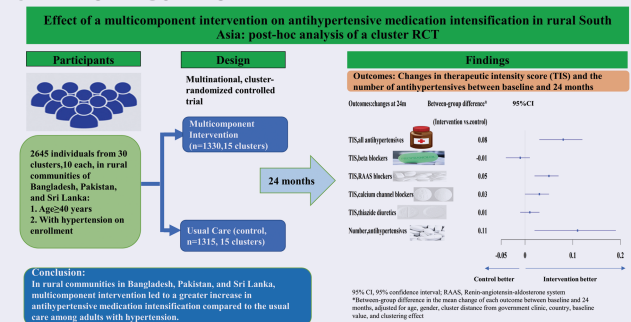 Effect of a multicomponent intervention on antihypertensive medication intensification in rural South
Asia: post-hoc analysis of a cluster RCT
Participants
2645 individuals from 30
clusters,10 each, in rural
communities of
Bangladesh, Pakistan,
and Sri Lanka:
1. Age≥40 years
2. With hypertension on
enrollment
Design
Multinational, cluster-
randomized controlled
trial
Multicomponent
Intervention
(n=1330,15 clusters)
Usual Care (control,
n=1315, 15 clusters)
24 months
Conclusion:
In rural communities in Bangladesh, Pakistan, and Sri Lanka,
multicomponent intervention led to a greater increase in
antihypertensive medication intensification compared to the usual
care among adults with hypertension.
Findings
Outcomes: Changes in therapeutic intensity score (TIS) and the
number of antihypertensives between baseline and 24 months
Outcomes:changes at 24m Between-group difference* 95%CI
(Intervention vs.control)
TIS,all antihypertensives 0.08
TIS,beta blockers -0.01
TIS,RAAS blockers 0.05
TIS,calcium channel blockers 0.03
TIS,thiazide diuretics 0.01
Number,antihypertensives 0.11
-0.05 0 0.1 0.2
Control better Intervention better
95% CI, 95% confidence interval; RAAS, Renin-angiotensin-aldosterone system
*Between-group difference in the mean change of each outcome between baseline and 24
months, adjusted for age, gender, cluster distance from government clinic, country, baseline
value, and clustering effect